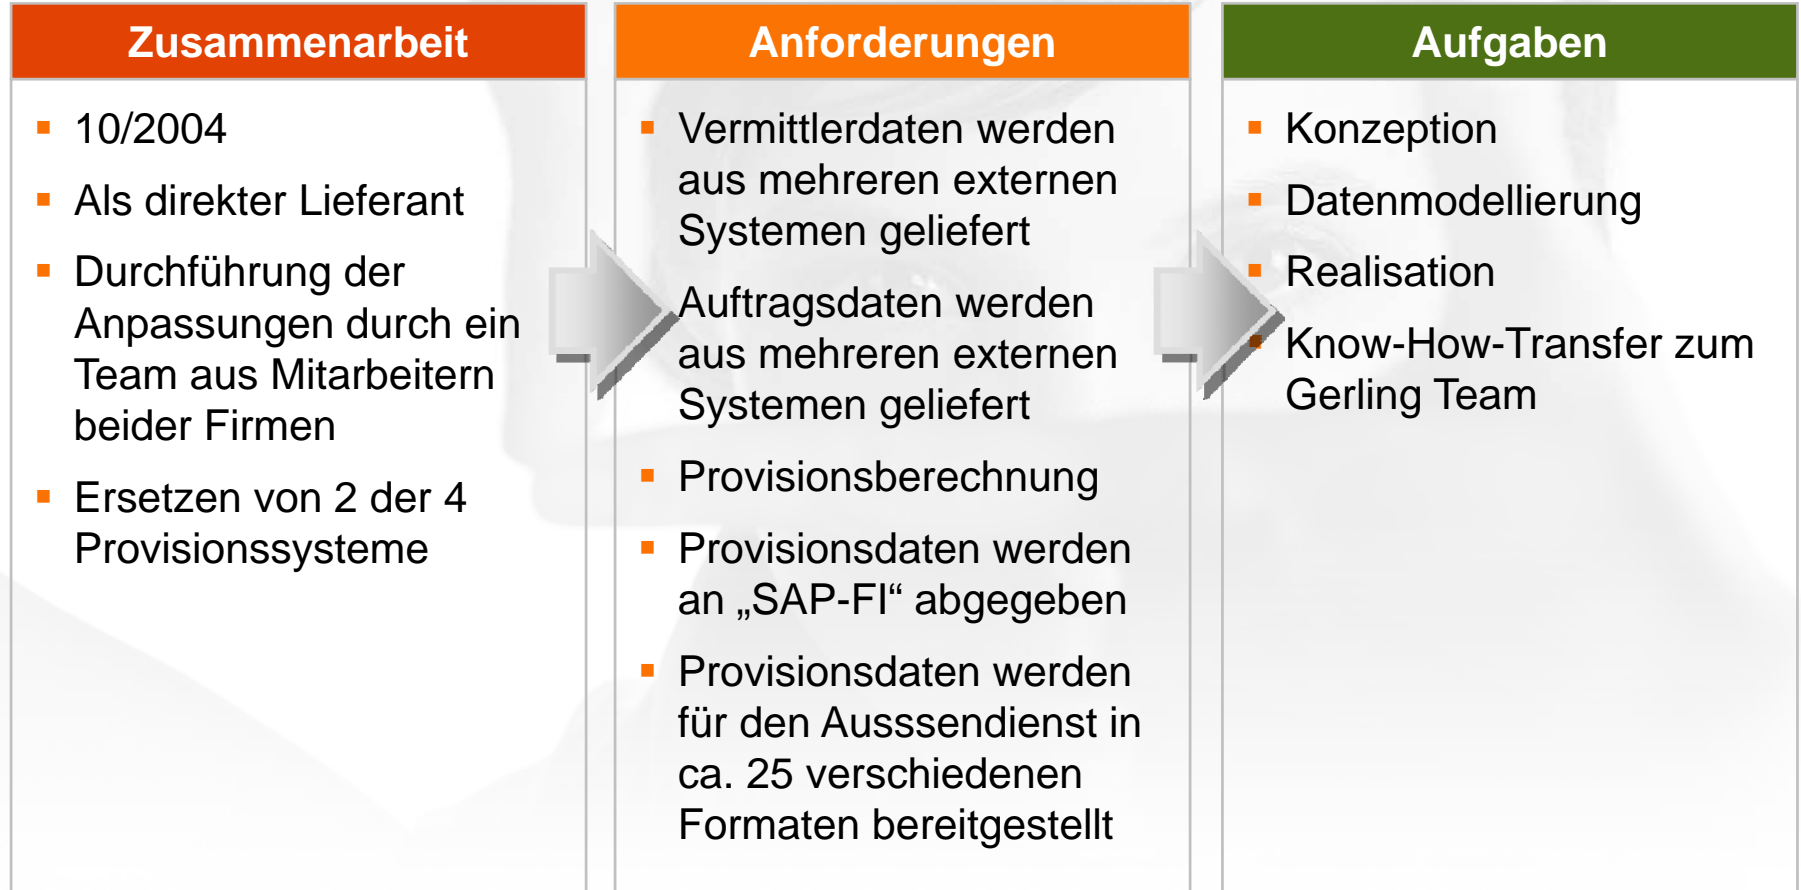 Zusammenarbeit
10/2004
Als direkter Lieferant
Durchführung der
Anpassungen durch ein
Team aus Mitarbeitern
beider Firmen
Ersetzen von 2 der 4
Provisionssysteme
Anforderungen
Vermittlerdaten werden
aus mehreren externen
Systemen geliefert
Auftragsdaten werden
aus mehreren externen
Systemen geliefert
Provisionsberechnung
Provisionsdaten werden
an „SAP-FI“ abgegeben
Provisionsdaten werden
für den Ausssendienst in
ca. 25 verschiedenen
Formaten bereitgestellt
Aufgaben
Konzeption
Datenmodellierung
Realisation
Know-How-Transfer zum
Gerling Team